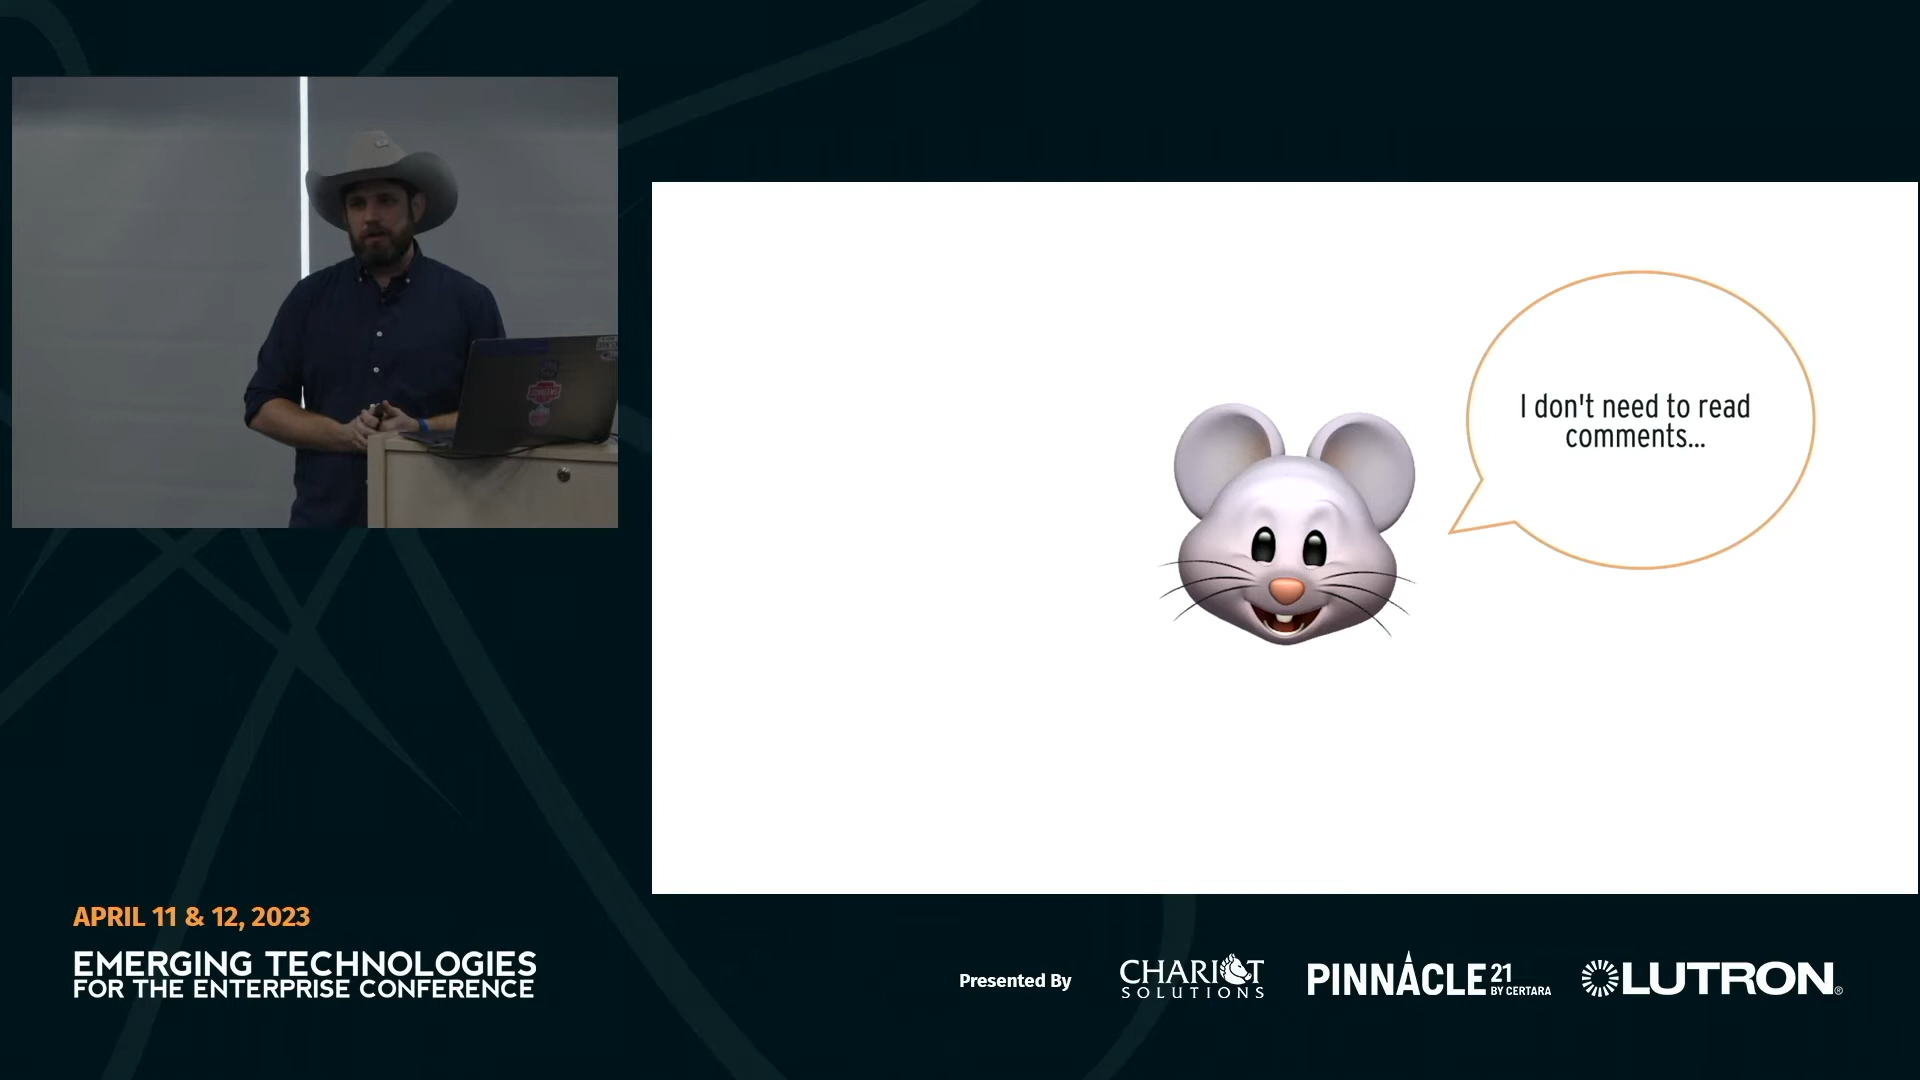 I don't need to read
comments...
APRIL 11 & 12, 2023
EMERGING TECHNOLOGIES
FOR THE ENTERPRISE CONFERENCE
Presented By
CHARIOT
SOLUTIONS
PINNACLE 21
BY CERTARA
LUTRON®